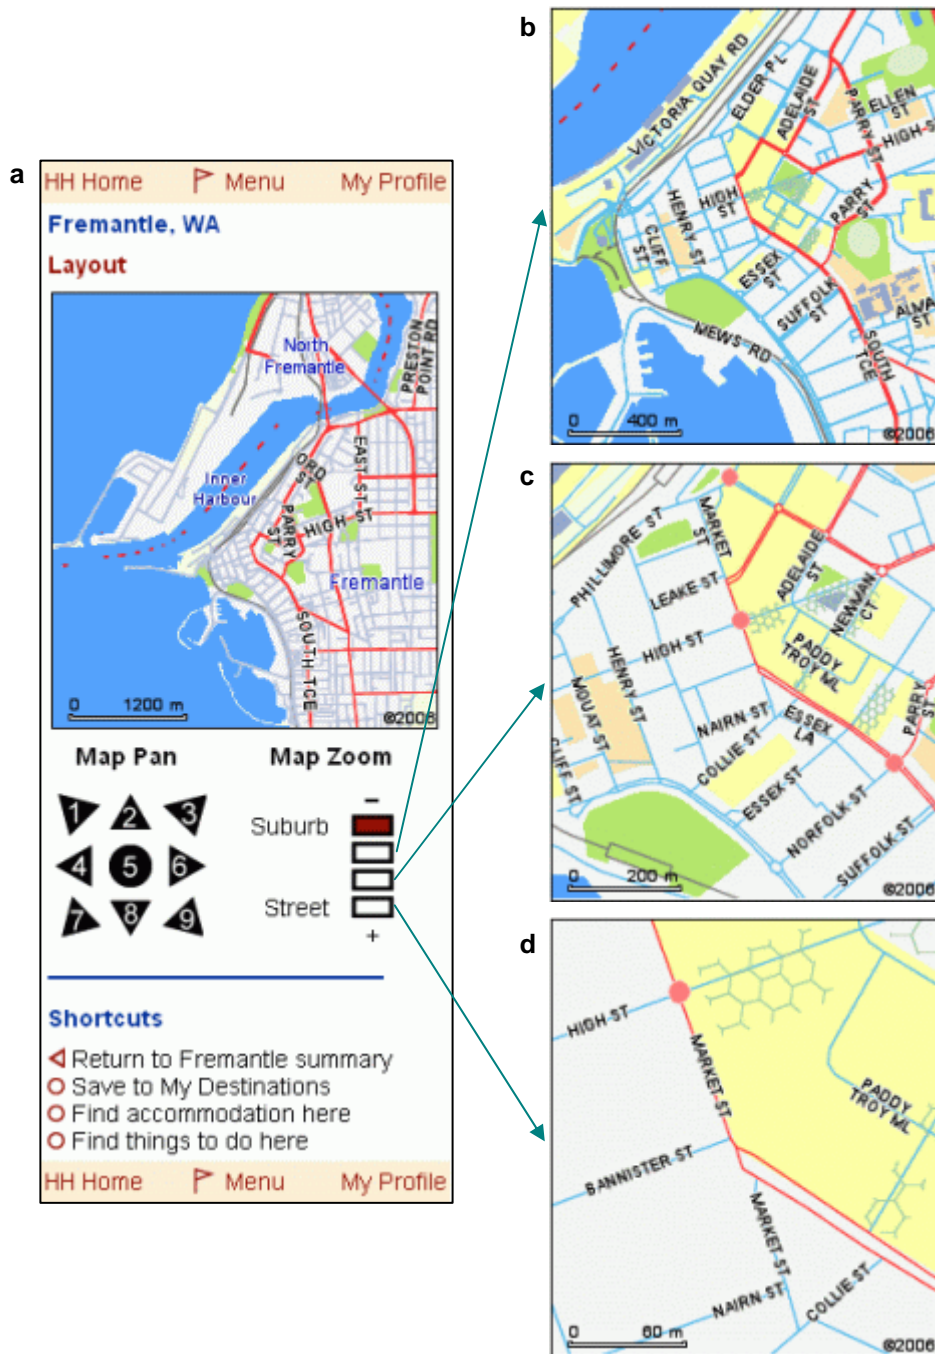 a
HH Home Menu My Profile
Fremantle, WA
Layout
North
Fremantle
PRESTON
POINT RD
Inner
Harbour
ORD
ST
EAST ST
PARRY
ST
HIGH ST
Fremantle
SOUTH TCE
0 1200 m
©2006
Map Pan Map Zoom
1 2 3
4 5 6
7 8 9
–
Suburb
Street
+
Shortcuts
Return to Fremantle summary
Save to My Destinations
Find accommodation here
Find things to do here
HH Home Menu My Profile
b
VICTORIA QUAY RD
ELDER PL
ADELAIDE
ST
PARRY ST
ELLEN
ST
HIGH S
HENRY ST
HIGH
ST
PARRY
ST
CLIFF
ST
ESSEX
ST
SUFFOLK
ST
ALMA
ST
MEWS RD
SOUTH
TCE
0 400 m
©2006
c
PHILLIMORE ST
MARKET
ST
LEAKE ST
ADELAIDE
ST
NEWMAN
CT
HIGH ST
HENRY ST
PADDY
TROY ML
MOUAT ST
NAIRN ST
ESSEX
LA
PARRY
ST
CLIFF ST
COLLIE ST
ESSEX ST
NORFOLK ST
SUFFOLK ST
0 200 m
©2006
d
HIGH ST
MARKET ST
PADDY
TROY ML
BANNISTER ST
MARKET ST
NAIRN ST
COLLIE ST
0 60 m
©2006